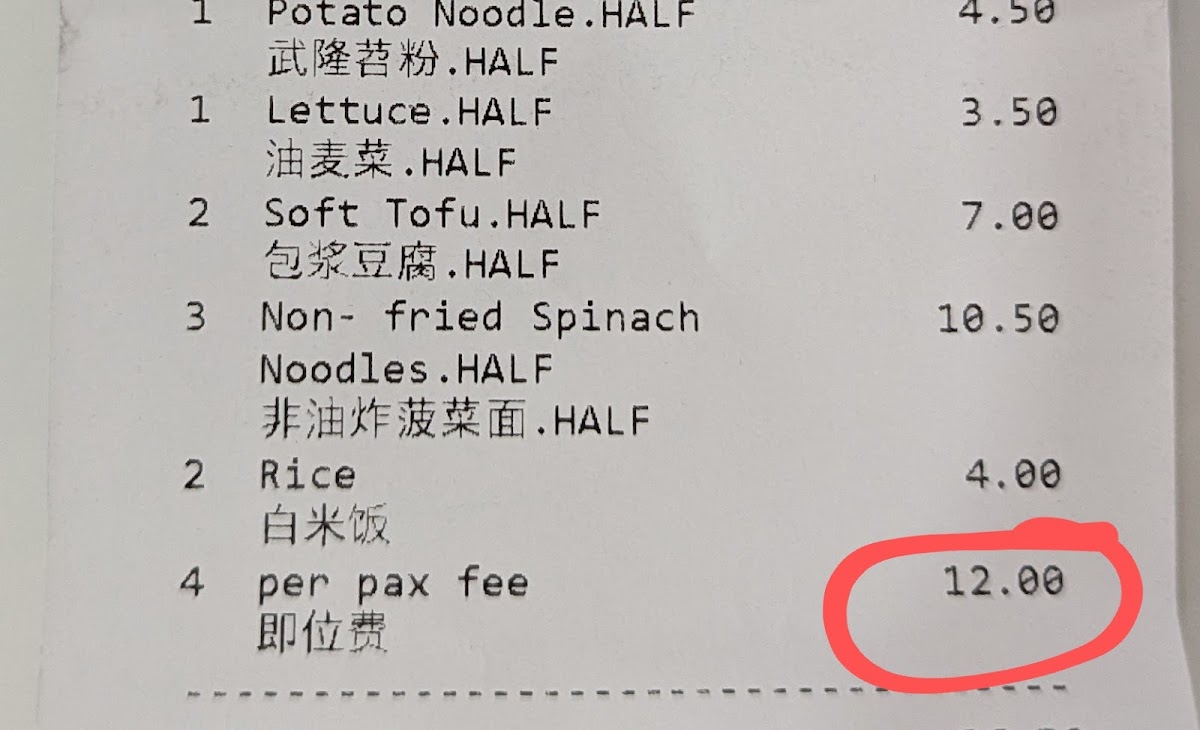 1 Potato Noodle.HALF 4.50
武隆苕粉.HALF
1 Lettuce.HALF 3.50
油麦菜.HALF
2 Soft Tofu.HALF 7.00
包浆豆腐.HALF
3 Non- fried Spinach 10.50
Noodles.HALF
非油炸菠菜面.HALF
2 Rice 4.00
白米饭
4 per pax fee 12.00
即位费